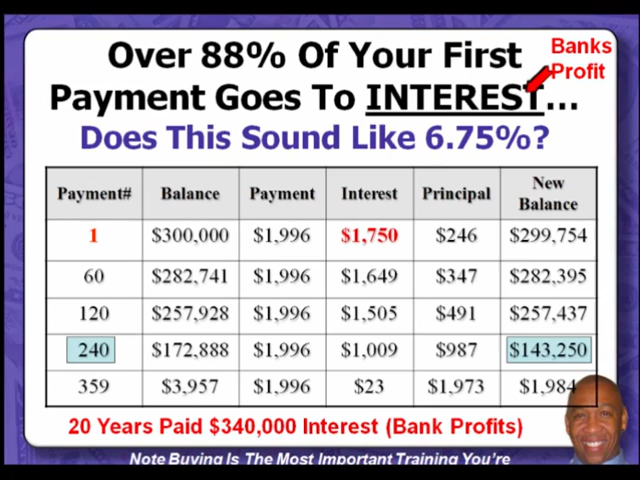 Over 88% Of Your First
Banks
Payment Goes To INTEREST...
Profit
Does This Sound Like 6.75%?
Payment# Balance Payment Interest Principal New Balance
1 $300,000 $1,996 $1,750 $246 $299,754
60 $282,741 $1,996 $1,649 $347 $282,395
120 $257,928 $1,996 $1,505 $491 $257,437
240 $172,888 $1,996 $1,009 $987 $143,250
359 $3,957 $1,996 $23 $1,973 $1,984
20 Years Paid $340,000 Interest (Bank Profits)
Note Buying Is The Most Important Training You're